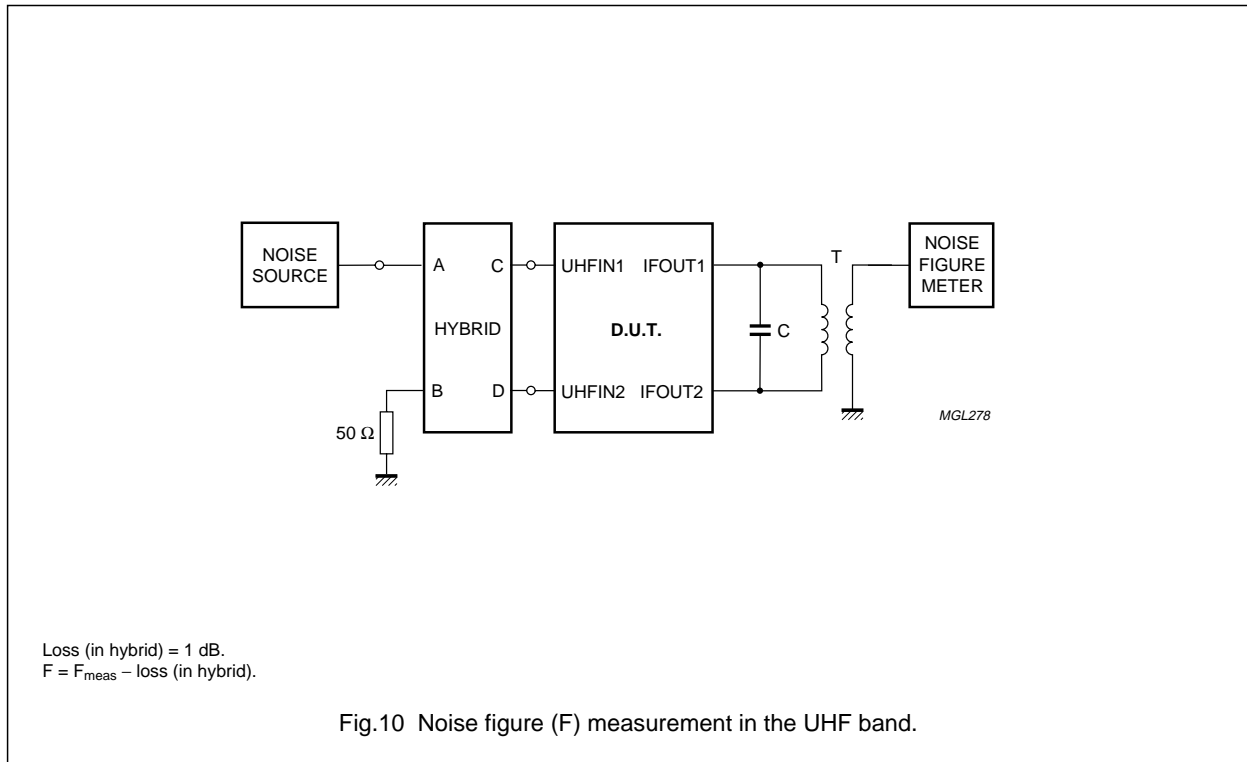 NOISE
SOURCE
A
B
C
D
HYBRID
50 Ω
UHFIN1
IFOUT1
D.U.T.
UHFIN2
IFOUT2
C
T
NOISE
FIGURE
METER
MGL278
Loss (in hybrid) = 1 dB.
F = Fmeas − loss (in hybrid).
Fig.10 Noise figure (F) measurement in the UHF band.